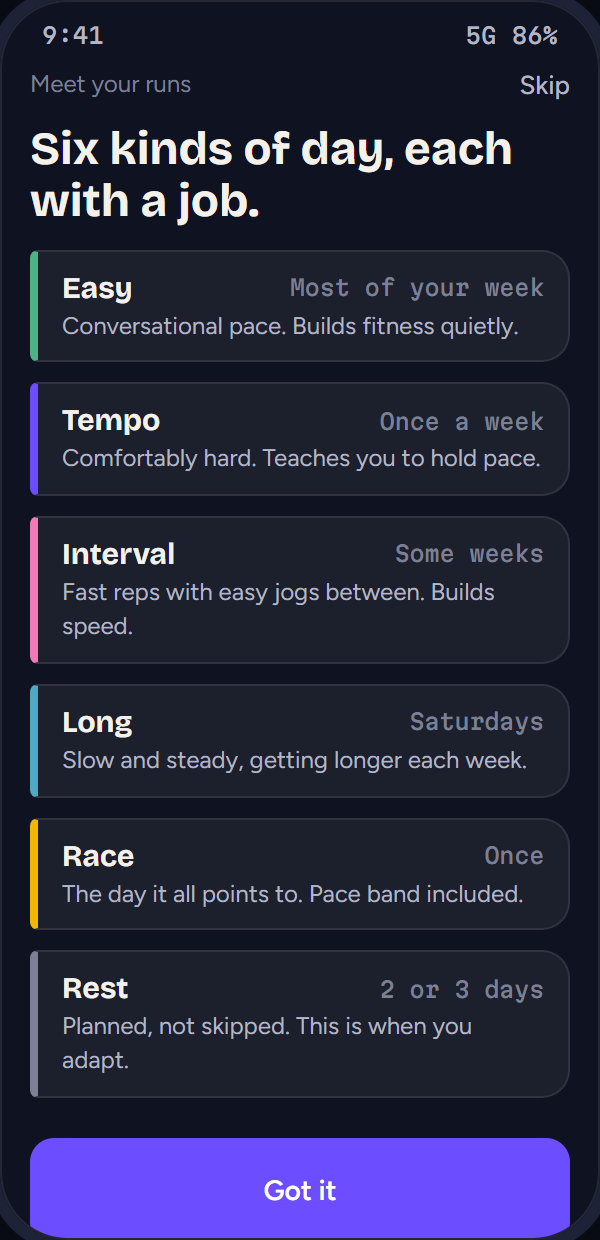 9:41 5G 86%
Meet your runs Skip
Six kinds of day, each
with a job.
Easy Most of your week
Conversational pace. Builds fitness quietly.
Tempo Once a week
Comfortably hard. Teaches you to hold pace.
Interval Some weeks
Fast reps with easy jogs between. Builds
speed.
Long Saturdays
Slow and steady, getting longer each week.
Race Once
The day it all points to. Pace band included.
Rest 2 or 3 days
Planned, not skipped. This is when you
adapt.
Got it